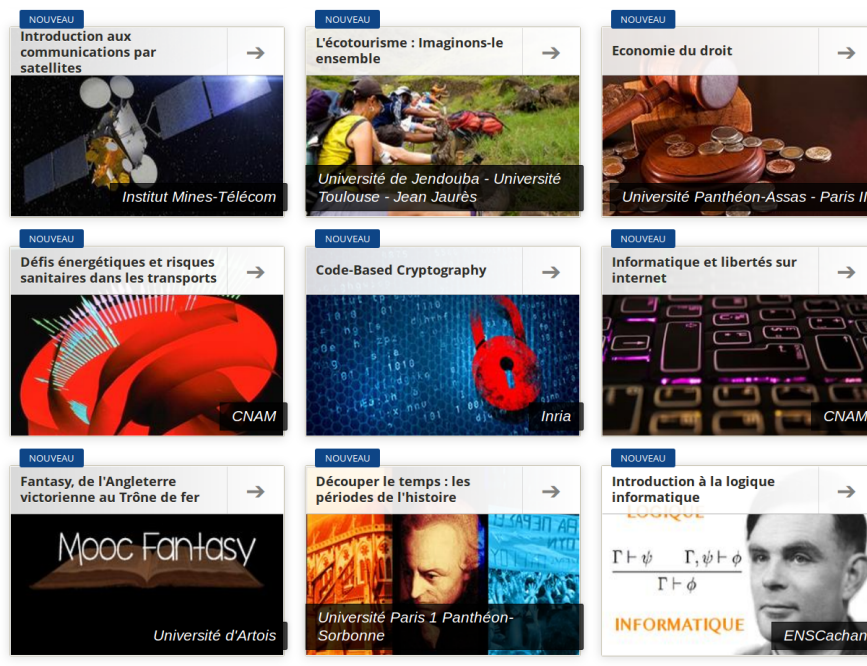 NOUVEAU
Introduction aux
communications par
satellites
Institut Mines-Télécom
NOUVEAU
L'écotourisme : Imaginons-le
ensemble
Université de Jendouba - Université
Toulouse - Jean Jaurès
NOUVEAU
Economie du droit
Université Panthéon-Assas - Paris II
NOUVEAU
Défis énergétiques et risques
sanitaires dans les transports
CNAM
NOUVEAU
Code-Based Cryptography
Inria
NOUVEAU
Informatique et libertés sur
internet
CNAM
NOUVEAU
Fantasy, de l'Angleterre
victorienne au Trône de fer
Mooc Fantasy
Université d'Artois
NOUVEAU
Découper le temps : les
périodes de l'histoire
Université Paris 1 Panthéon-
Sorbonne
NOUVEAU
Introduction à la logique
informatique
LOGIQUE
Γ ⊢ ψ Γ, ψ ⊢ ϕ
Γ ⊢ ϕ
INFORMATIQUE
ENSCachan